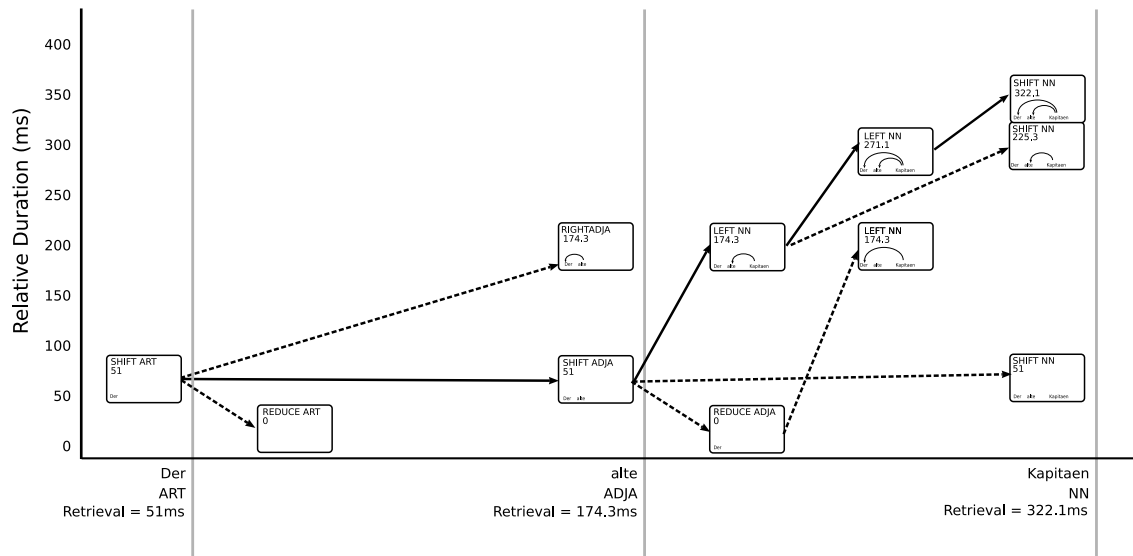 400
350
300
250
200
150
100
50
0
Relative Duration (ms)
SHIFT ART
51
Der
REDUCE ART
0
RIGHTADJA
174.3
Der alte
SHIFT ADJA
51
Der alte
LEFT NN
174.3
Der alte Kapitaen
REDUCE ADJA
0
Der
LEFT NN
271.1
Der alte Kapitaen
LEFT NN
174.3
Der alte Kapitaen
SHIFT NN
322.1
Der alte Kapitaen
SHIFT NN
225.3
Der alte Kapitaen
SHIFT NN
51
Der alte Kapitaen
Der
ART
Retrieval = 51ms
alte
ADJA
Retrieval = 174.3ms
Kapitaen
NN
Retrieval = 322.1ms